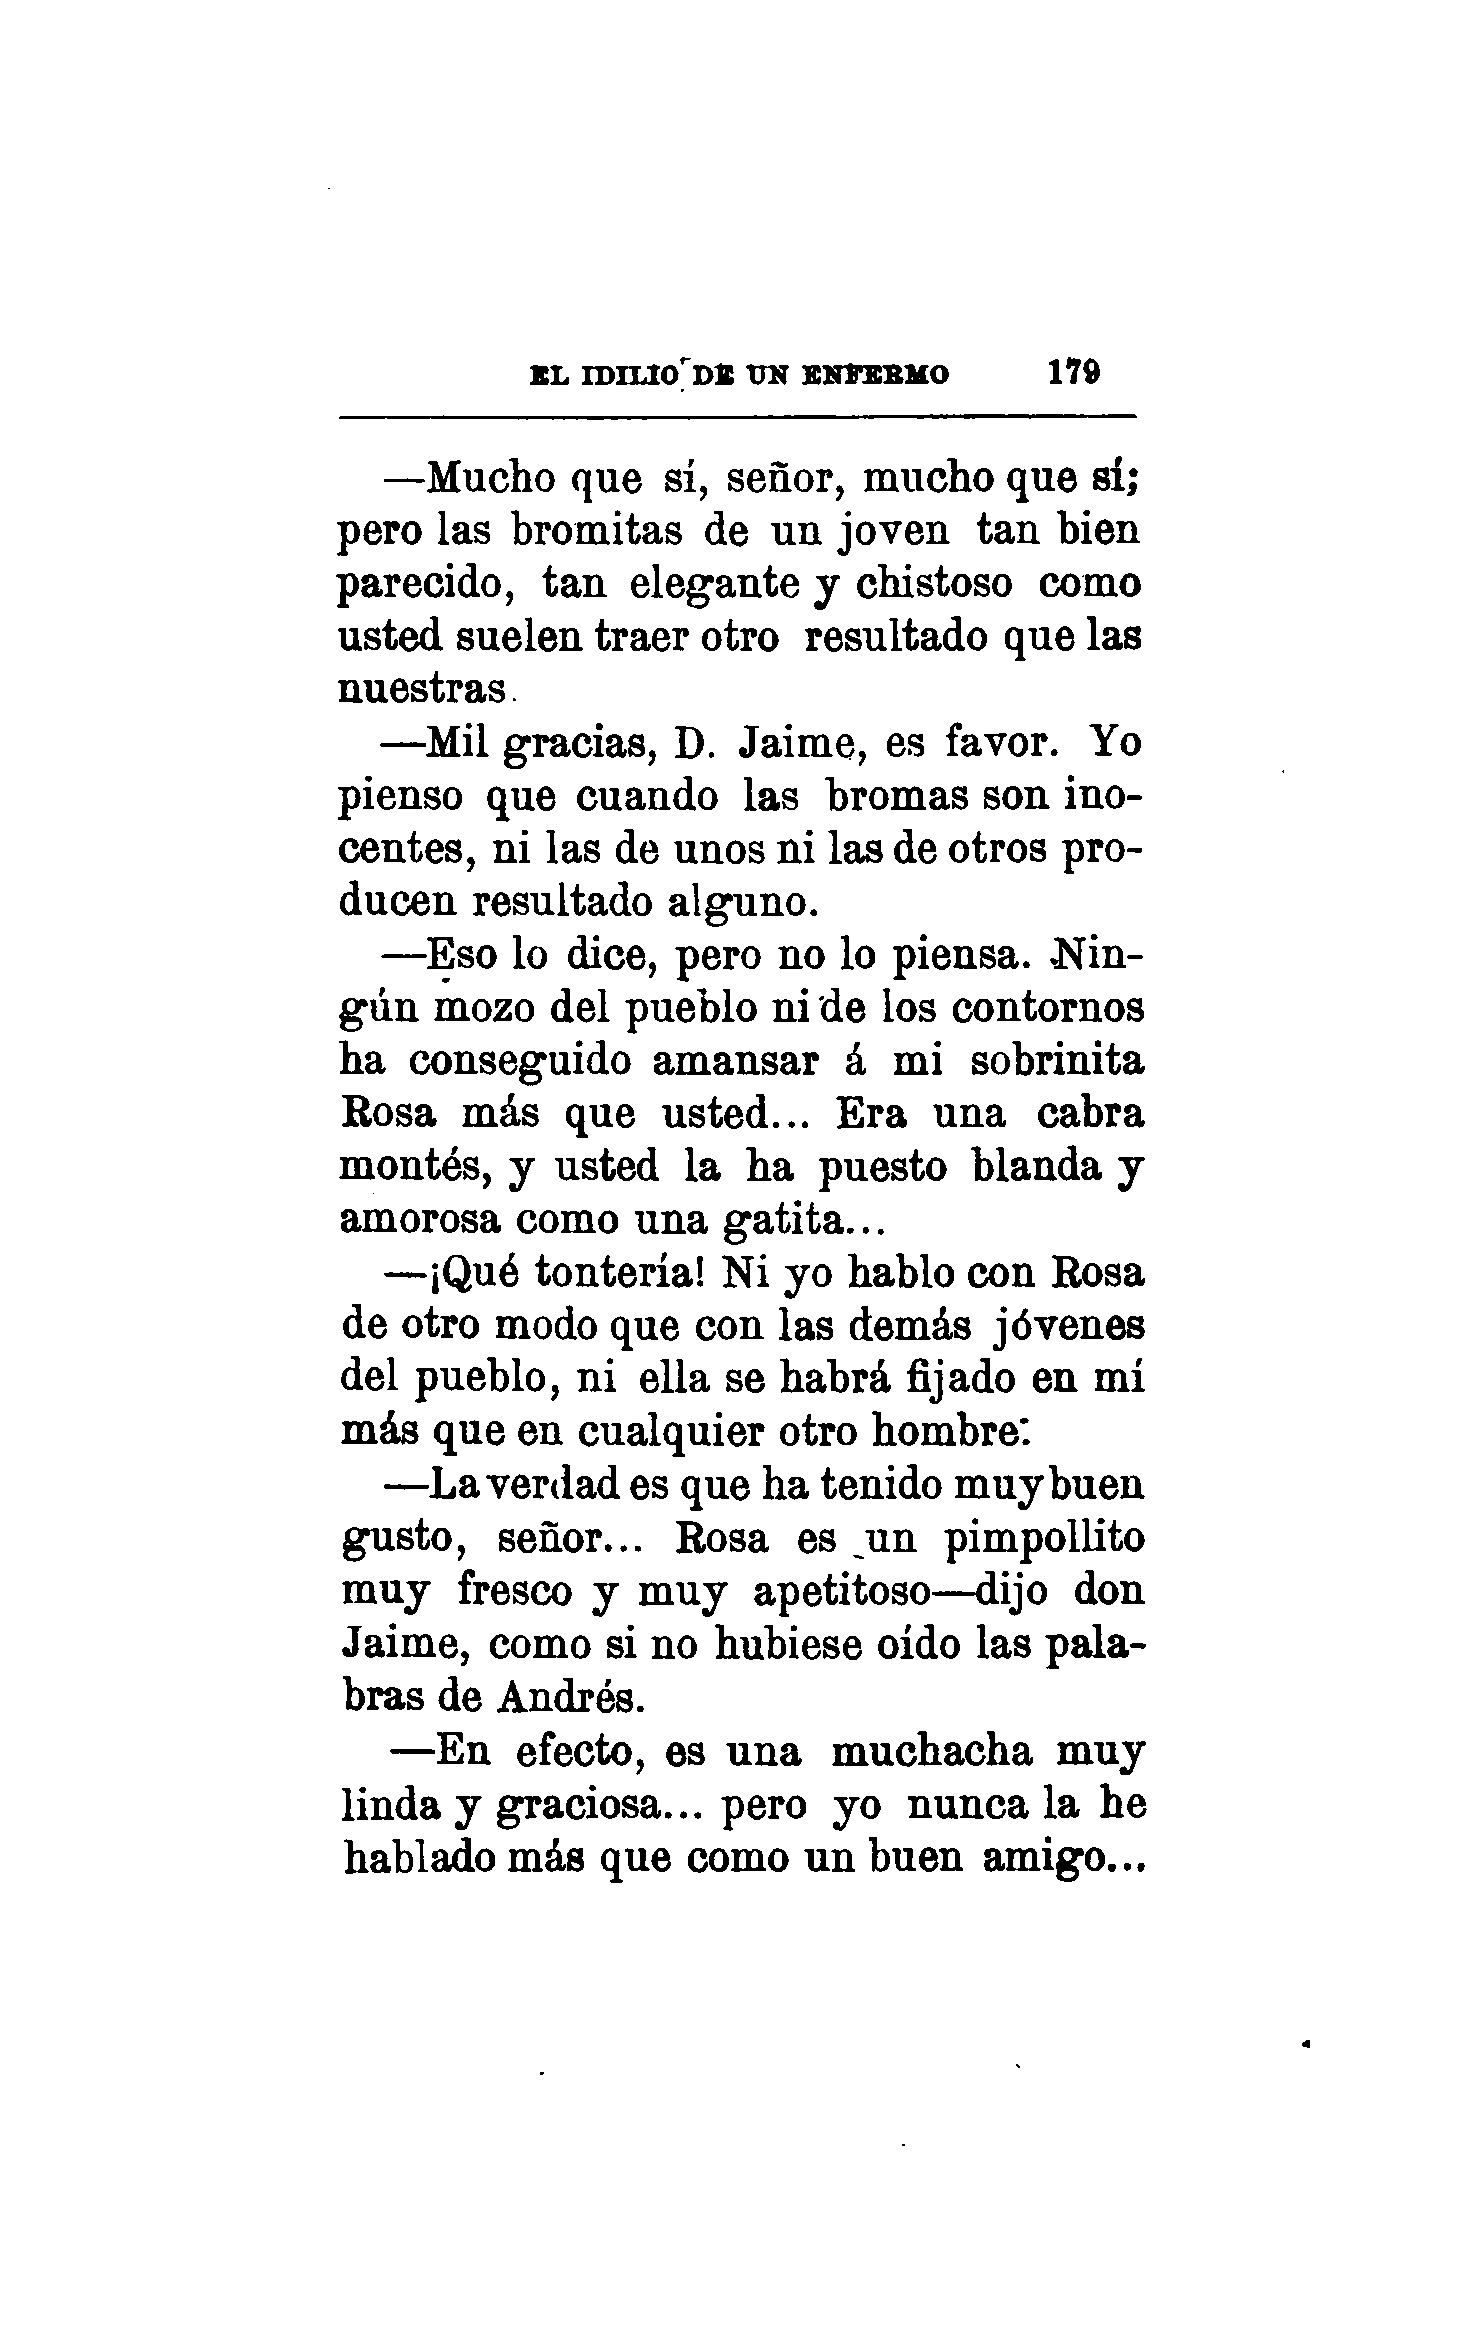 EL IDILIO DE UN ENFERMO 179
—Mucho que sí, señor, mucho que sí;
pero las bromitas de un joven tan bien
parecido, tan elegante y chistoso como
usted suelen traer otro resultado que las
nuestras.
—Mil gracias, D. Jaime, es favor. Yo
pienso que cuando las bromas son ino-
centes, ni las de unos ni las de otros pro-
ducen resultado alguno.
—Eso lo dice, pero no lo piensa. Nin-
gún mozo del pueblo ni de los contornos
ha conseguido amansar á mi sobrinita
Rosa más que usted... Era una cabra
montés, y usted la ha puesto blanda y
amorosa como una gatita...
—¡Qué tontería! Ni yo hablo con Rosa
de otro modo que con las demás jóvenes
del pueblo, ni ella se habrá fijado en mí
más que en cualquier otro hombre.
—La verdad es que ha tenido muy buen
gusto, señor... Rosa es un pimpollito
muy fresco y muy apetitoso—dijo don
Jaime, como si no hubiese oído las pala-
bras de Andrés.
—En efecto, es una muchacha muy
linda y graciosa... pero yo nunca la he
hablado más que como un buen amigo...